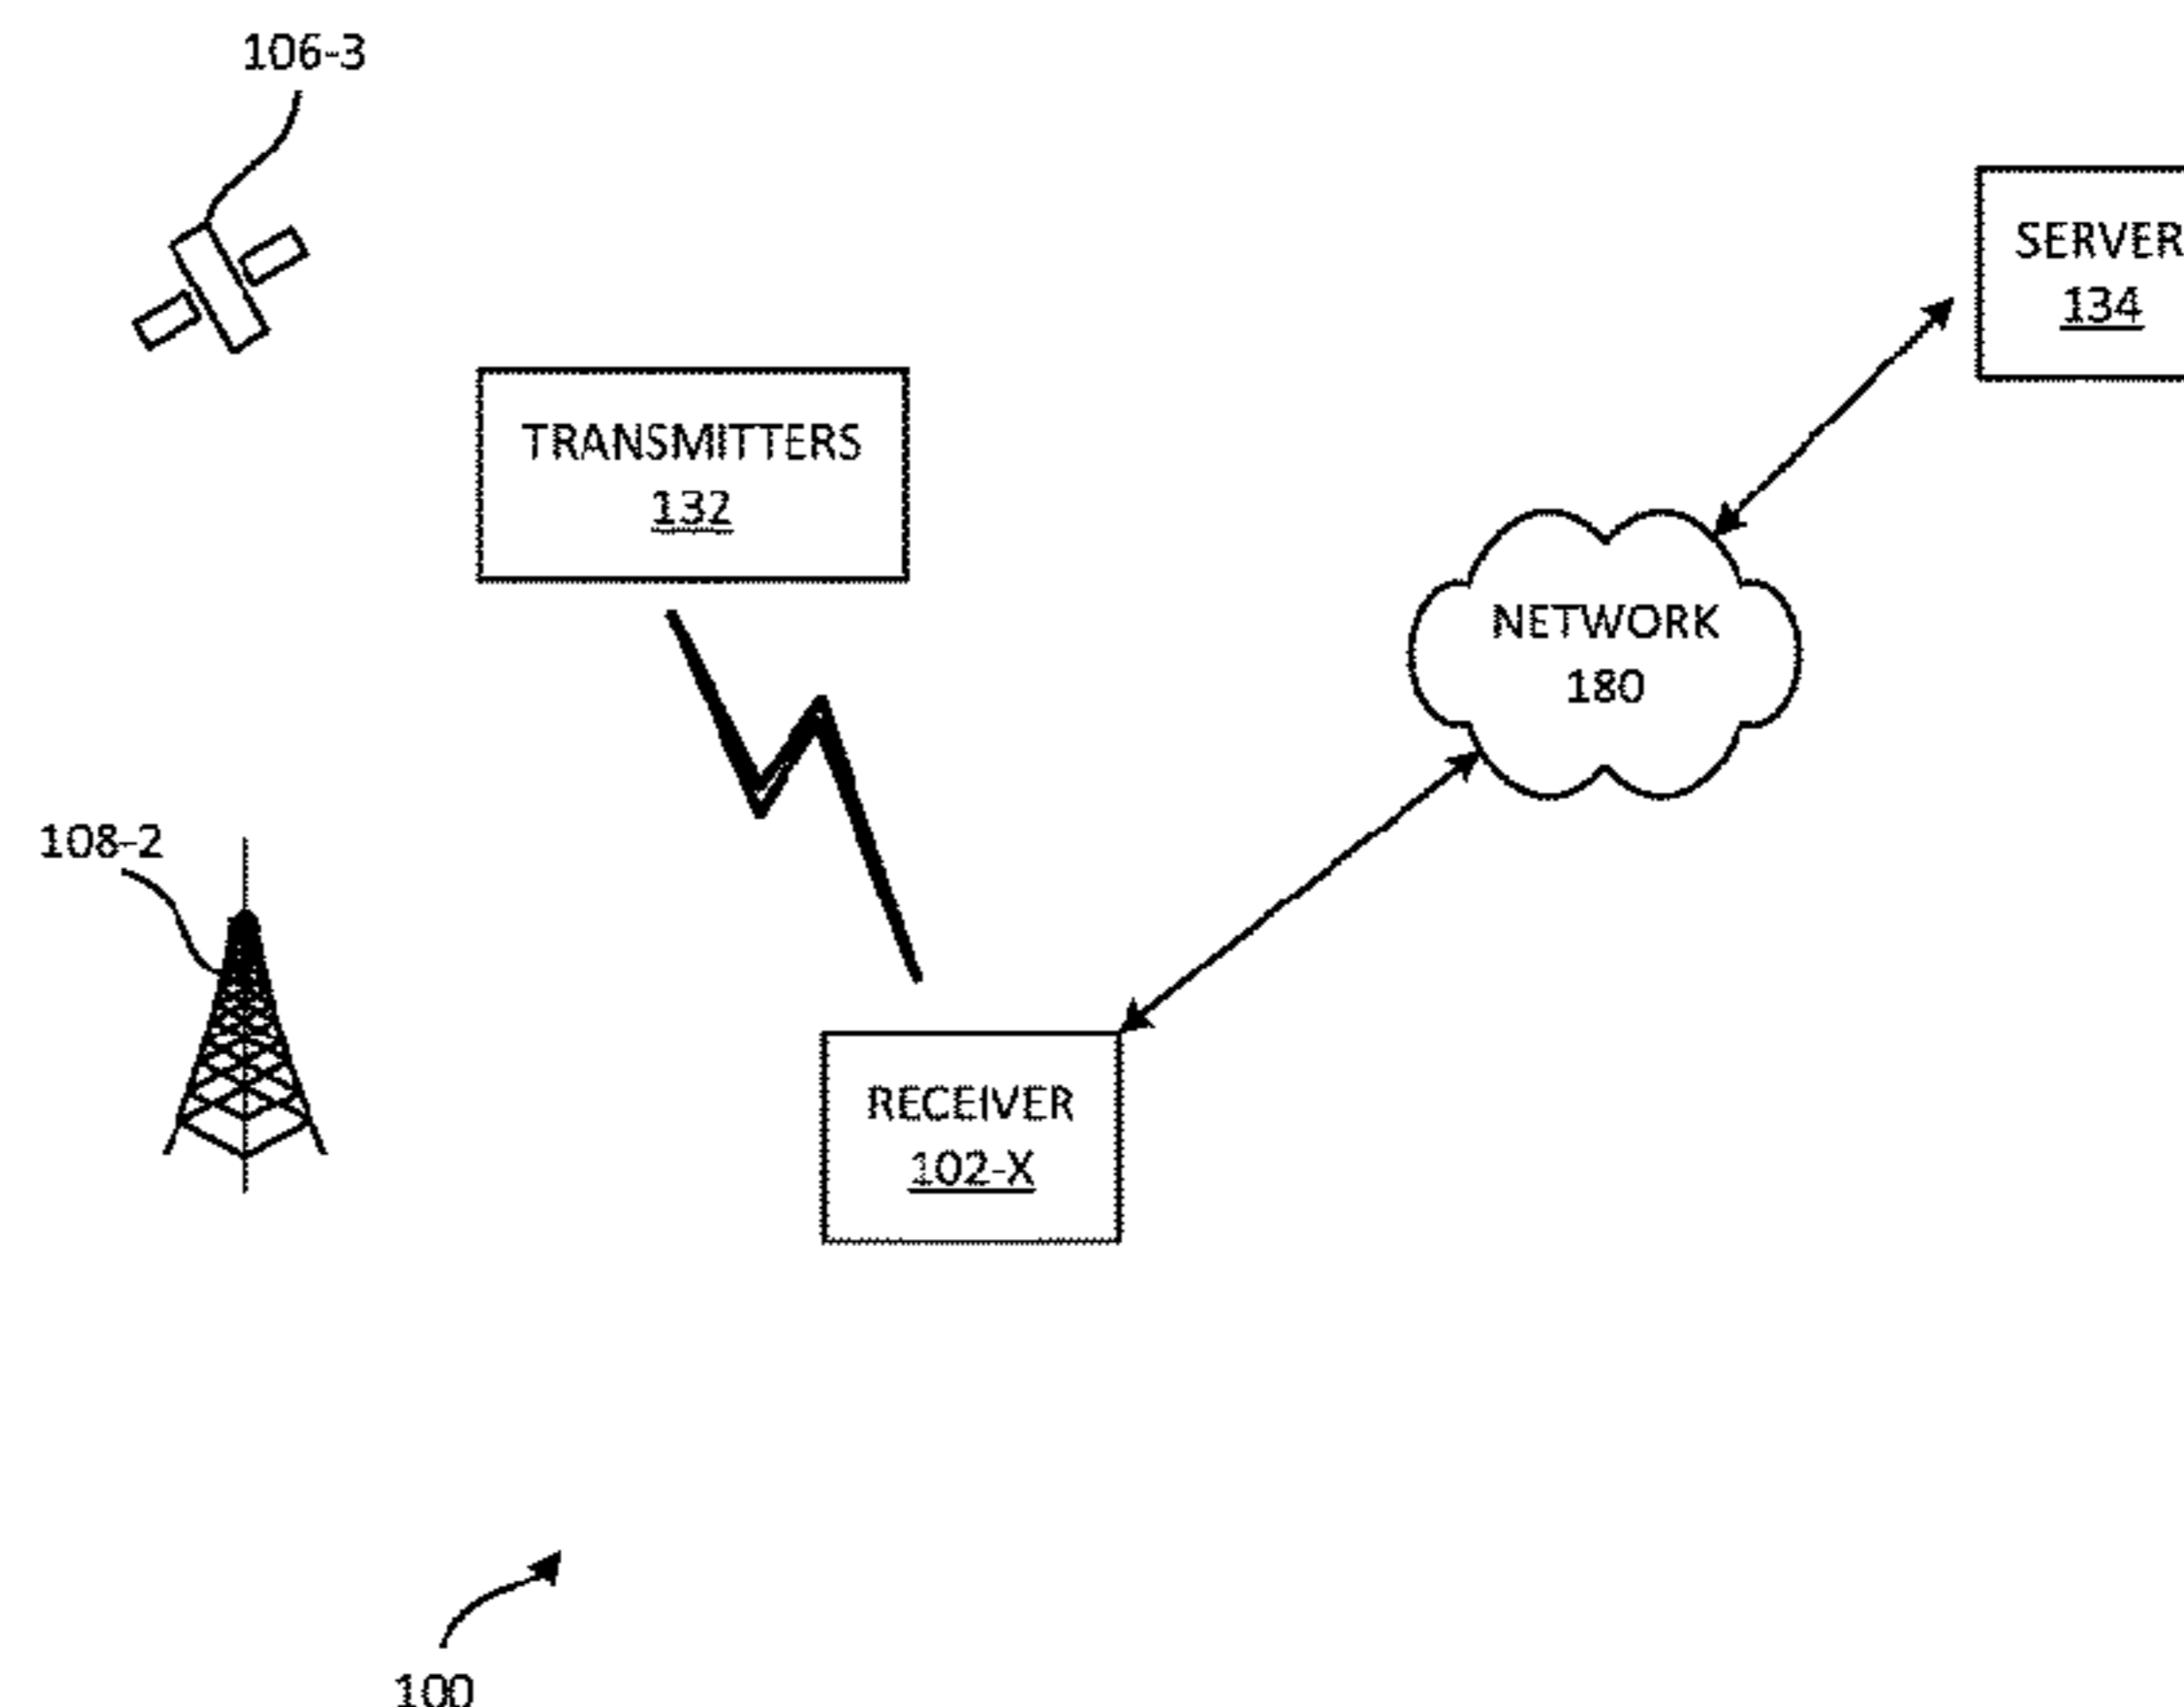 106-3
SERVER
134
TRANSMITTERS
132
NETWORK
180
108-2
RECEIVER
102-X
100